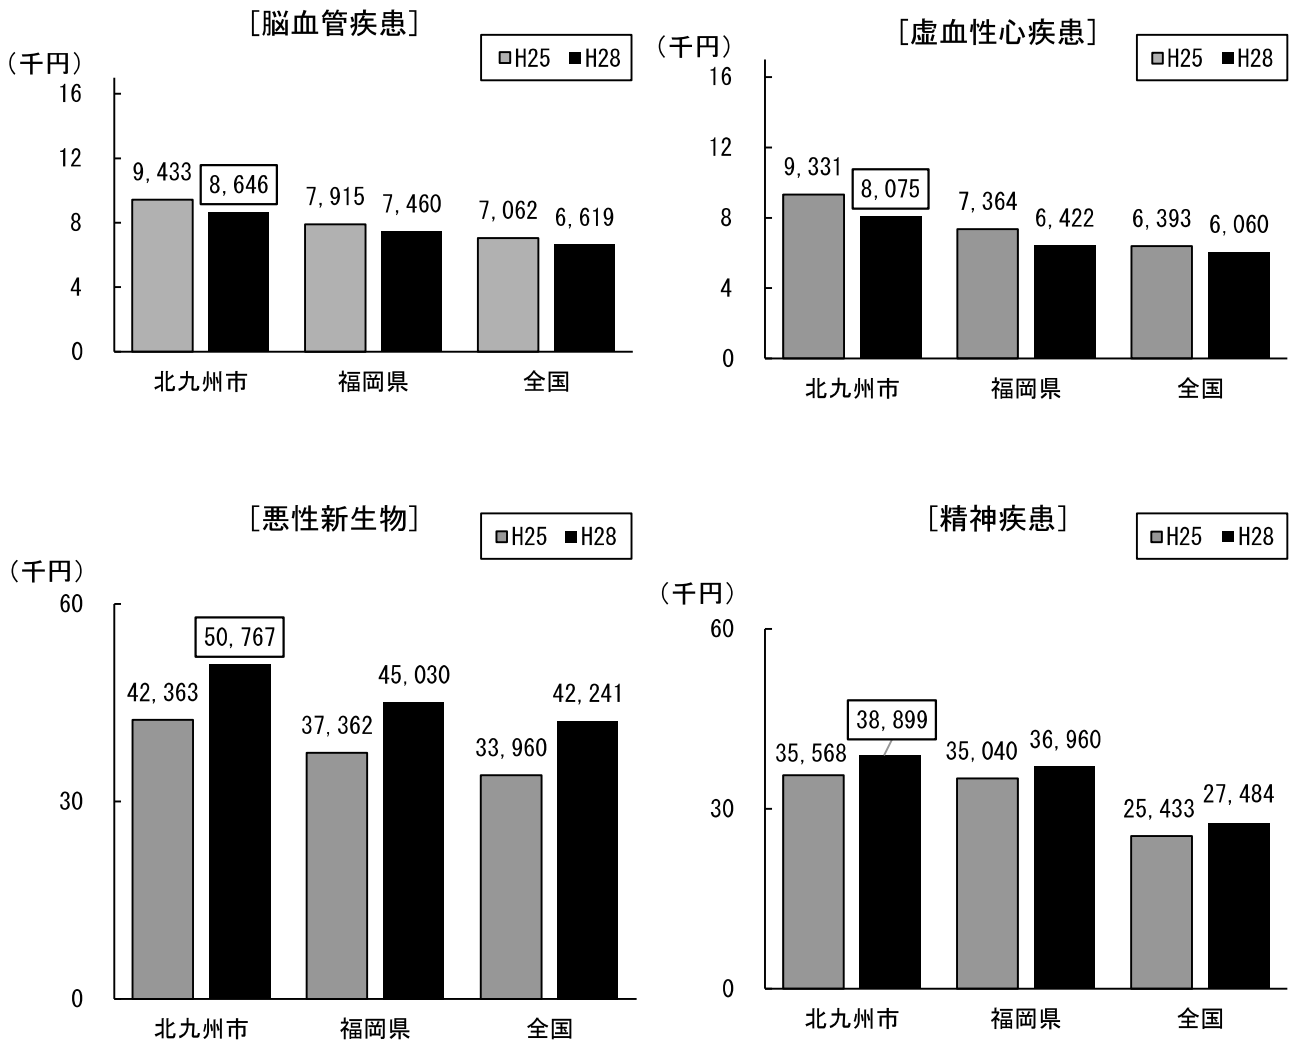 [脳血管疾患]
H25 H28
(千円)
16
12
8
4
0
9,433
8,646
7,915
7,460
7,062
6,619
北九州市
福岡県
全国
[虚血性心疾患]
H25 H28
(千円)
16
12
8
4
0
9,331
8,075
7,364
6,422
6,393
6,060
北九州市
福岡県
全国
[悪性新生物]
H25 H28
(千円)
60
30
0
42,363
50,767
37,362
45,030
33,960
42,241
北九州市
福岡県
全国
[精神疾患]
H25 H28
(千円)
60
30
0
35,568
38,899
35,040
36,960
25,433
27,484
北九州市
福岡県
全国